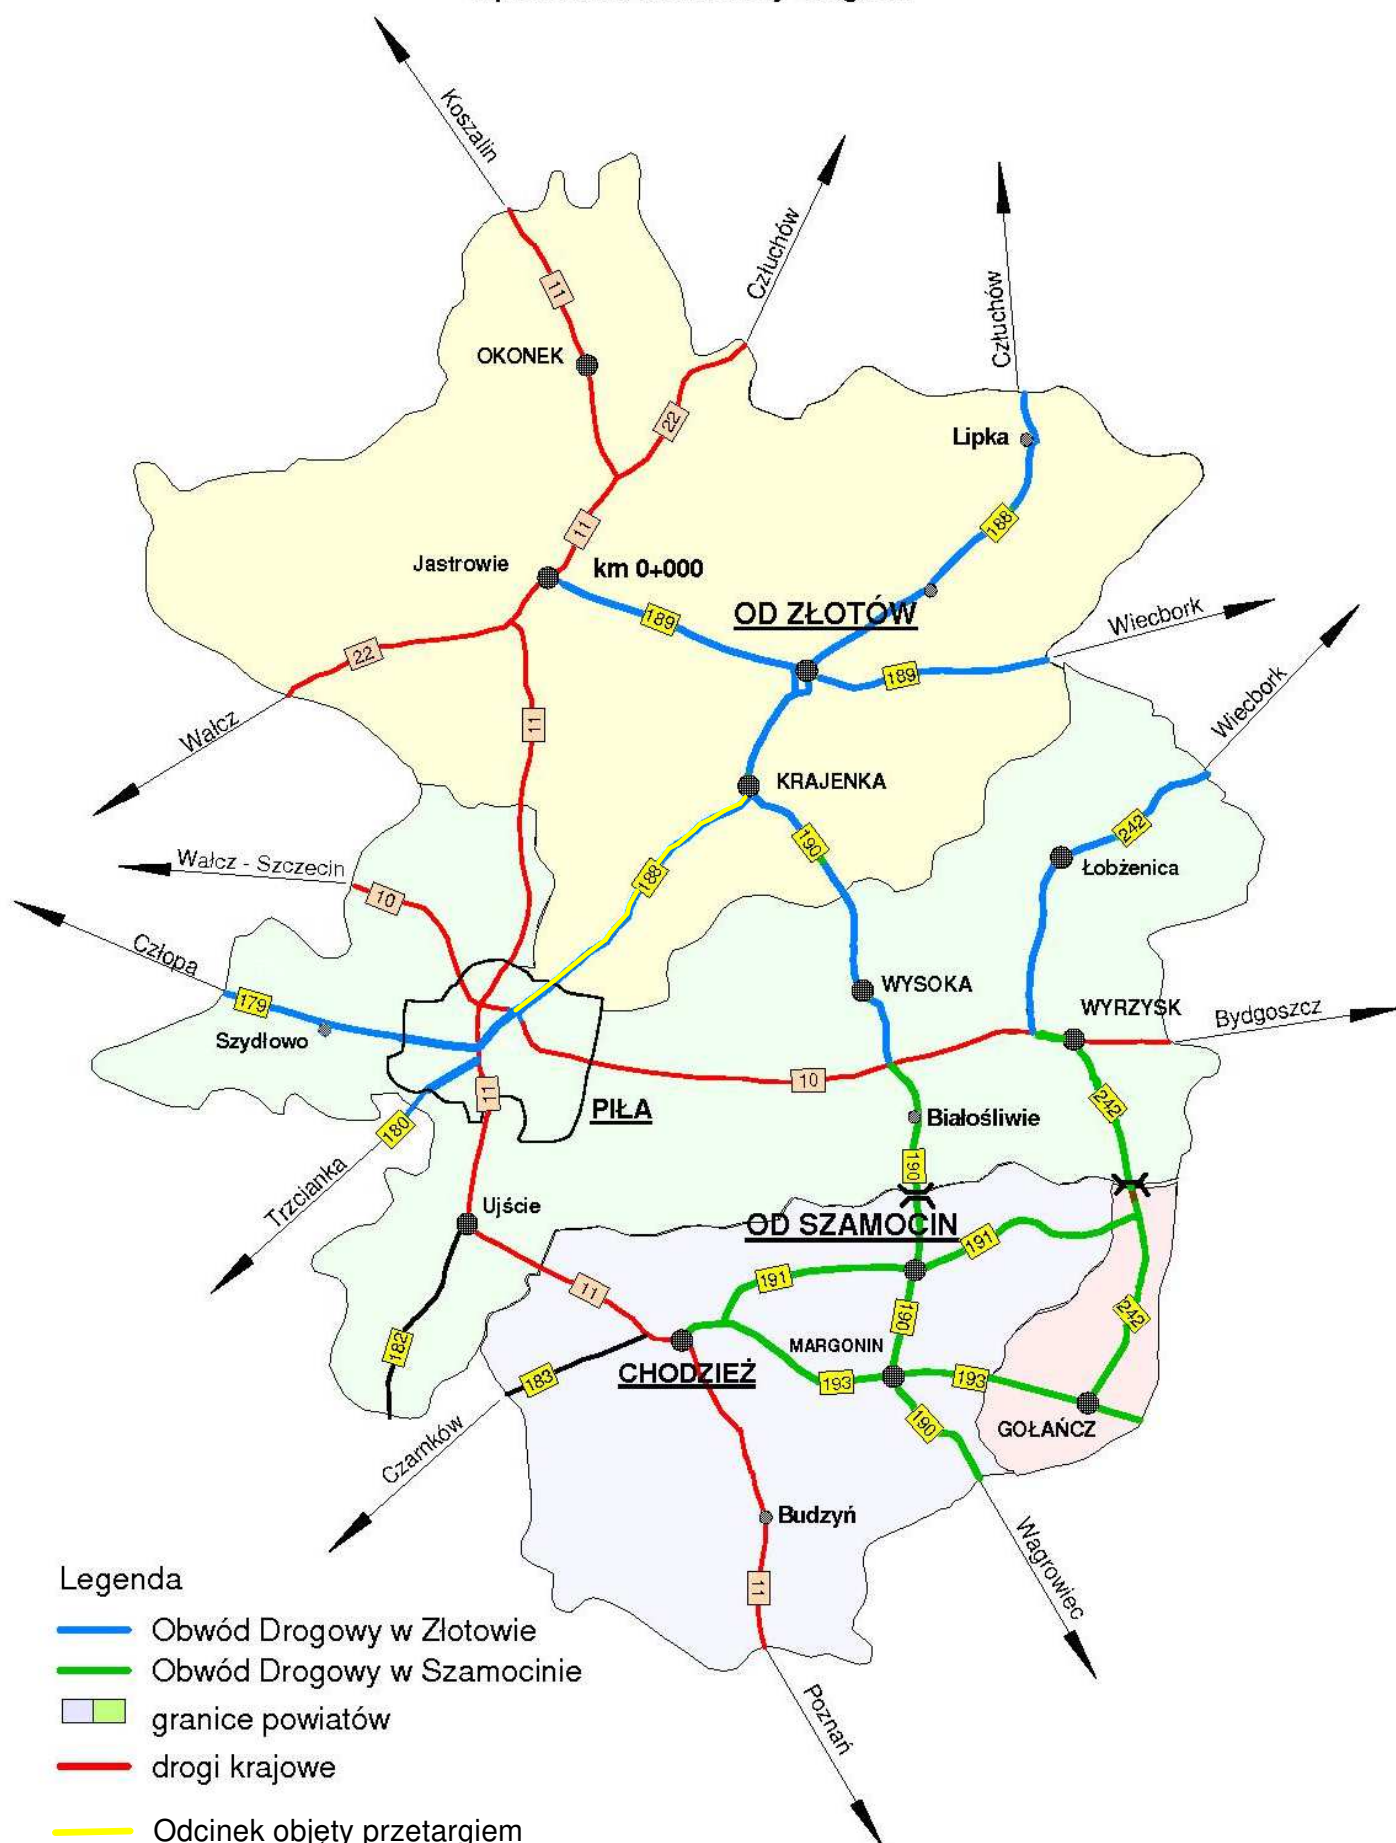 Koszalin
Człuchów
Człuchów
11
OKONEK
22
Lipka
188
11
Jastrowie
km 0+000
189
OD ZŁOTÓW
Wiecbork
22
189
Wiecbork
Wałcz
11
KRAJENKA
190
242
Wałcz - Szczecin
188
Łobżenica
10
Człopa
179
WYSOKA
WYRZYSK
Bydgoszcz
Szydłowo
11
10
242
PIŁA
Białośliwie
180
190
Trzcianka
Ujście
OD SZAMOCIN
191
191
11
190
242
182
MARGONIN
CHODZIEŻ
183
193
193
190
GOŁAŃCZ
Czarnków
Budzyń
Wagrowiec
11
Poznań
Legenda
Obwód Drogowy w Złotowie
Obwód Drogowy w Szamocinie
granice powiatów
drogi krajowe
Odcinek objęty przetargiem